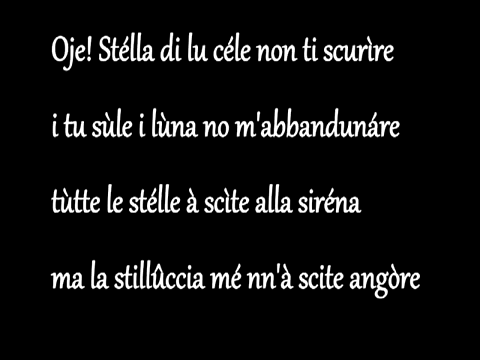 Oje! Stélla di lu céle non ti scurìre
i tu sùle i lùna no m'abbandunáre
tùtte le stélle à scìte alla siréna
ma la stillûccia mé nn'à scite angòre